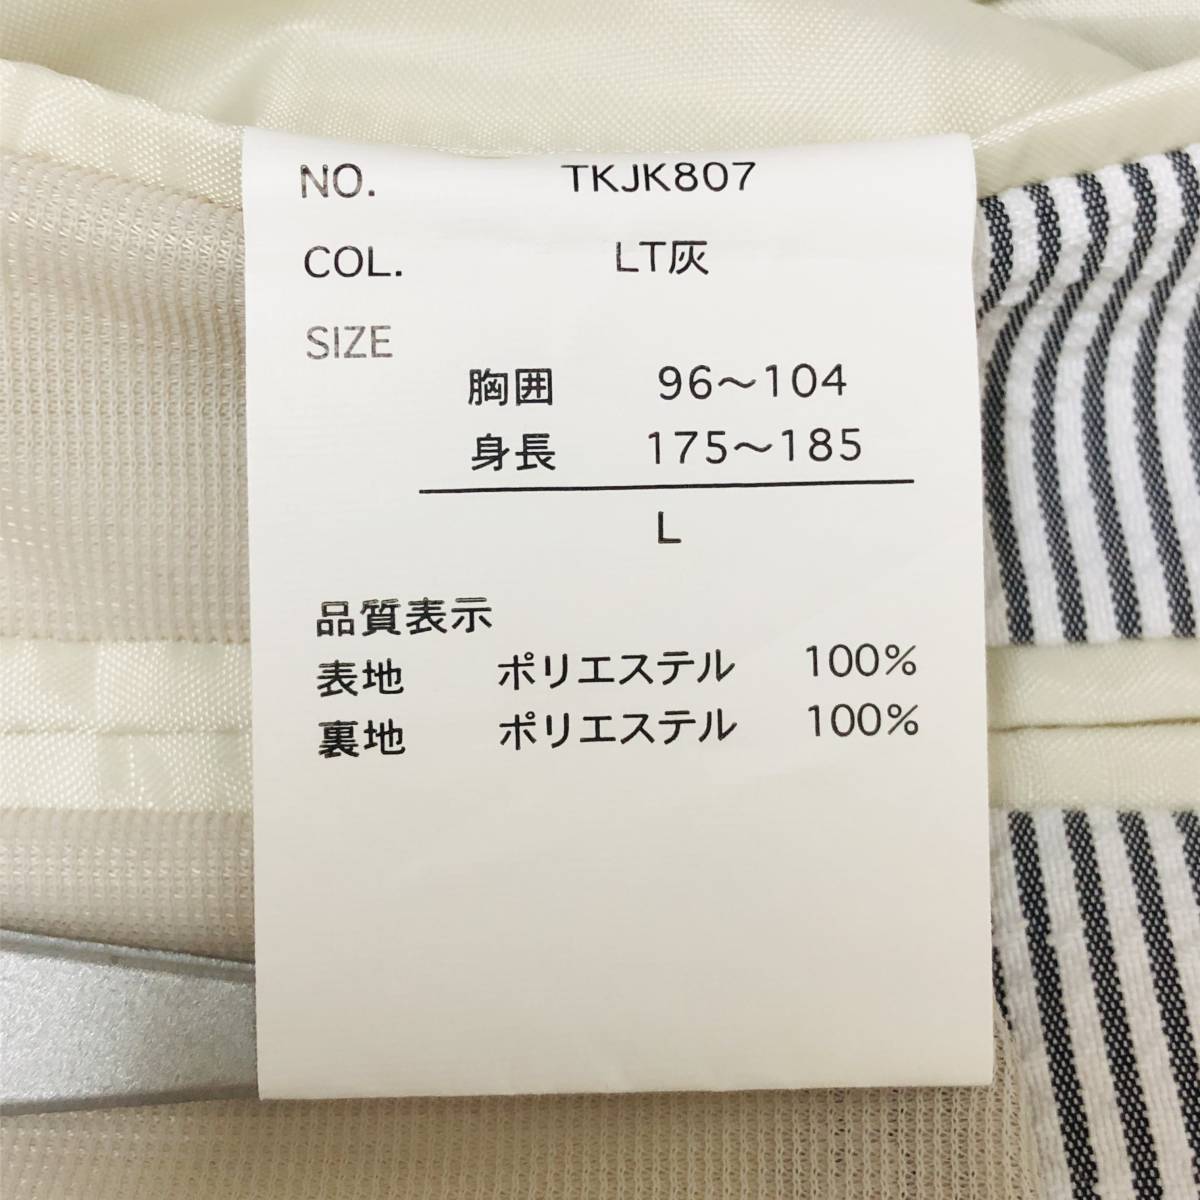 NO. TKJK807
COL. LT灰
SIZE
胸囲 96～104
身長 175～185
L
品質表示
表地 ポリエステル 100%
裏地 ポリエステル 100%